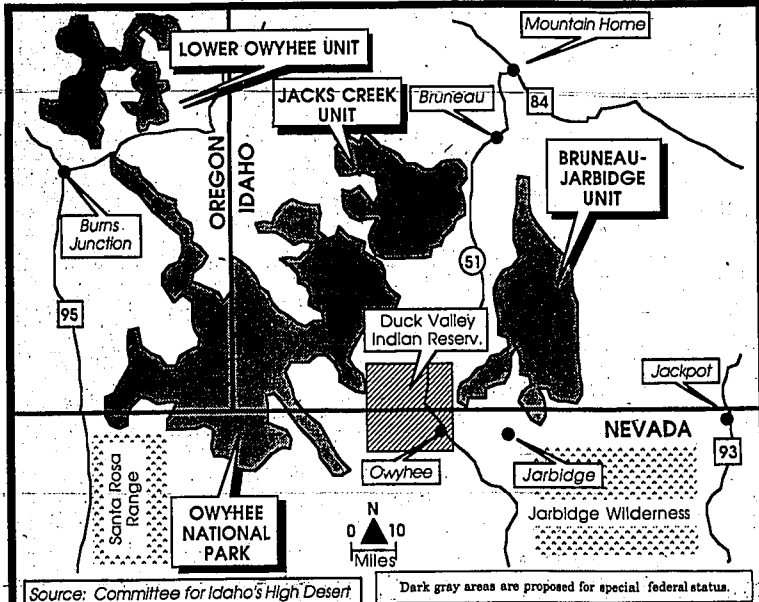 Mountain Home
LOWER OWYHEE UNIT
JACKS CREEK
UNIT
Bruneau
84
BRUNEAU-
JARBIDGE
UNIT
OREGON
IDAHO
Burns
Junction
51
95
Duck Valley
Indian Reserv.
Jackpot
NEVADA
93
Santa Rosa
Range
Owyhee
Jarbidge
Jarbidge Wilderness
OWYHEE
NATIONAL
PARK
N
0 10
Miles
Source: Committee for Idaho's High Desert
Dark gray areas are proposed for special federal status.